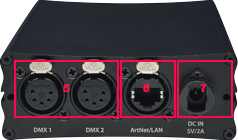 5 6 7
DMX 1 DMX 2 ArtNet/LAN DC IN
5V/2A